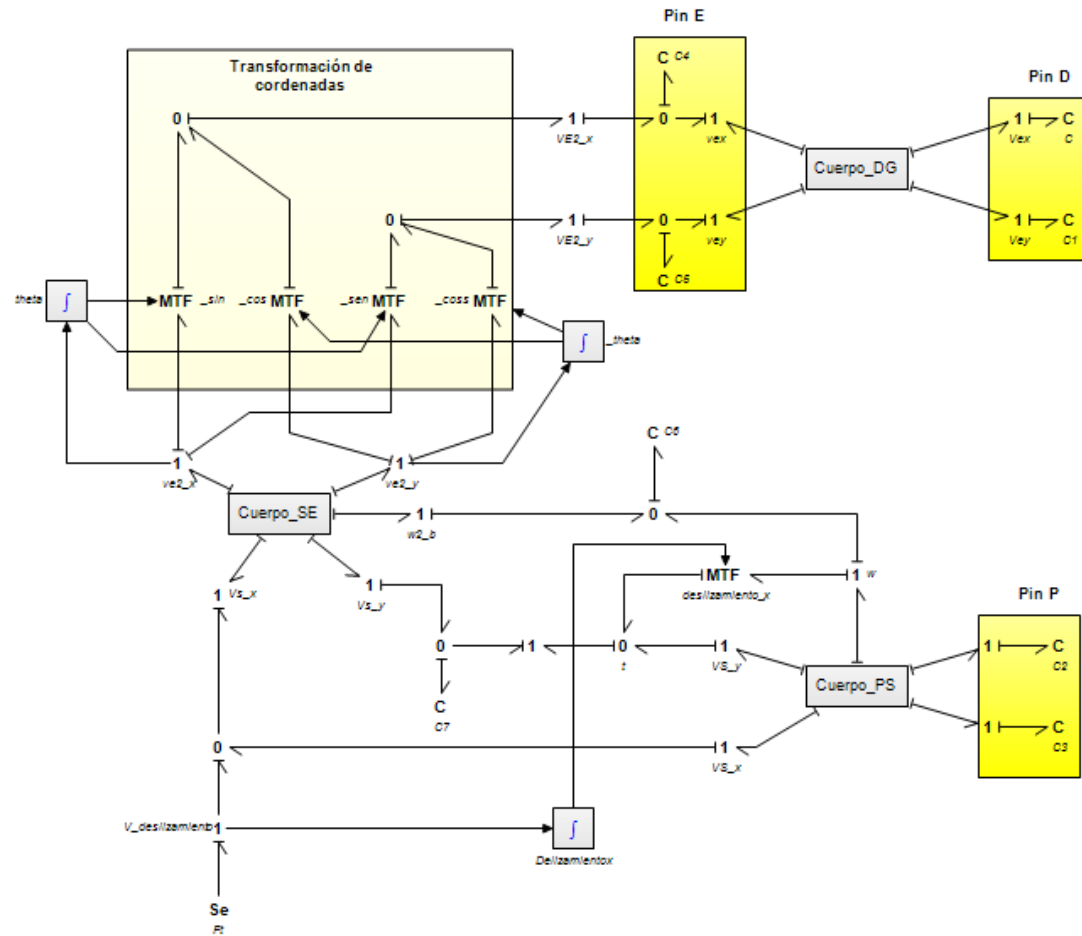 Pin E
Transformación de
cordenadas
C C4
Pin D
0
1
VE2_x
0
1
vex
1
Vex
C
C
Cuerpo_DG
0
1
VE2_y
0
1
vey
1
Vey
C
C1
C C5
theta
∫
MTF _sin
_cos MTF
_sen MTF
_coss MTF
∫
_theta
C C6
1
ve2_x
1
ve2_y
Cuerpo_SE
1
w2_b
0
MTF
deslizamiento_x
1 w
1 Vs_x
1
Vs_y
Pin P
0
1
0
t
1
VS_y
1
C
C2
Cuerpo_PS
C
C7
1
C
C3
0
1
VS_x
V_deslizamiento 1
∫
Delizamientox
Se
Ft